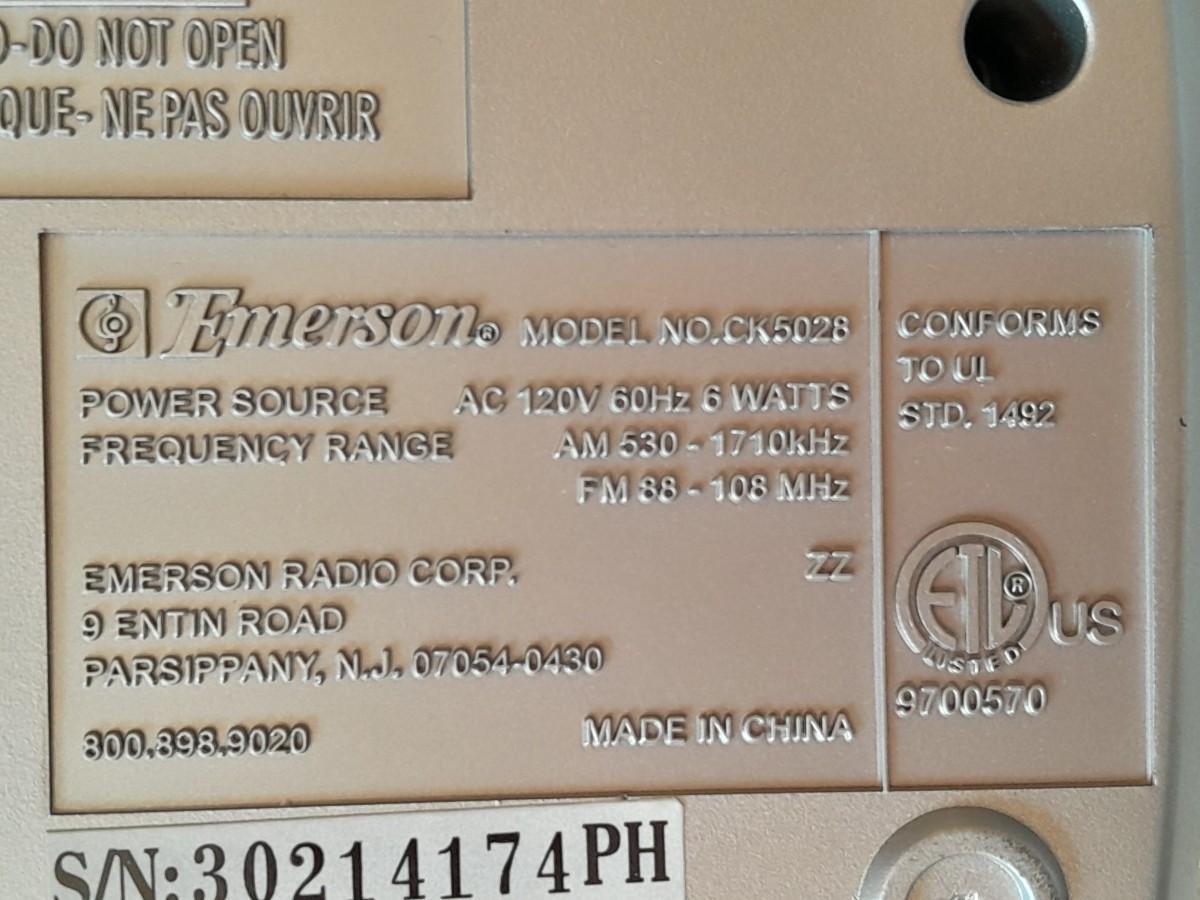 -DO NOT OPEN
QUE- NE PAS OUVRIR
Emerson® MODEL NO.CK5028
POWER SOURCE AC 120V 60Hz 6 WATTS
FREQUENCY RANGE AM 530 - 1710kHz
FM 88 - 108 MHz
EMERSON RADIO CORP. ZZ
9 ENTIN ROAD
PARSIPPANY, N.J. 07054-0430
800.898.9020 MADE IN CHINA
CONFORMS
TO UL
STD. 1492
ETL® US
LISTED
9700570
S/N:30214174PH